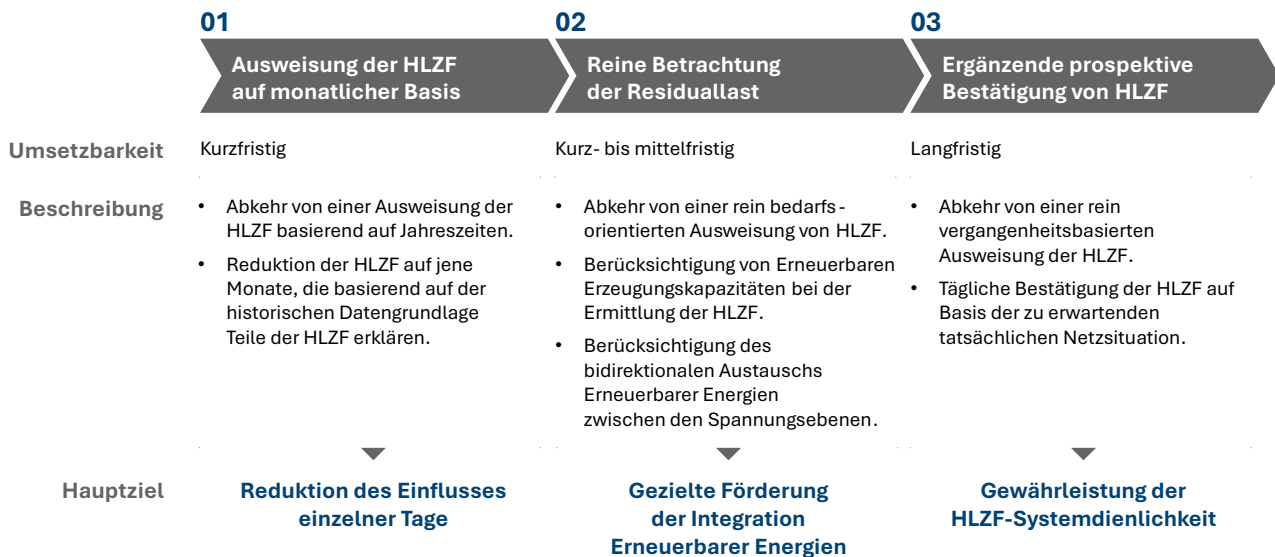 01
Ausweisung der HLZF
auf monatlicher Basis
02
Reine Betrachtung
der Residuallast
03
Ergänzende prospektive
Bestätigung von HLZF
Umsetzbarkeit
Kurzfristig
Kurz- bis mittelfristig
Langfristig
Beschreibung
• Abkehr von einer Ausweisung der
HLZF basierend auf Jahreszeiten.
• Reduktion der HLZF auf jene
Monate, die basierend auf der
historischen Datengrundlage
Teile der HLZF erklären.
• Abkehr von einer rein bedarfs-
orientierten Ausweisung von HLZF.
• Berücksichtigung von Erneuerbaren
Erzeugungskapazitäten bei der
Ermittlung der HLZF.
• Berücksichtigung des
bidirektionalen Austauschs
Erneuerbarer Energien
zwischen den Spannungsebenen.
• Abkehr von einer rein
vergangenheitsbasierten
Ausweisung der HLZF.
• Tägliche Bestätigung der HLZF auf
Basis der zu erwartenden
tatsächlichen Netzsituation.
Hauptziel
Reduktion des Einflusses
einzelner Tage
Gezielte Förderung
der Integration
Erneuerbarer Energien
Gewährleistung der
HLZF-Systemdienlichkeit